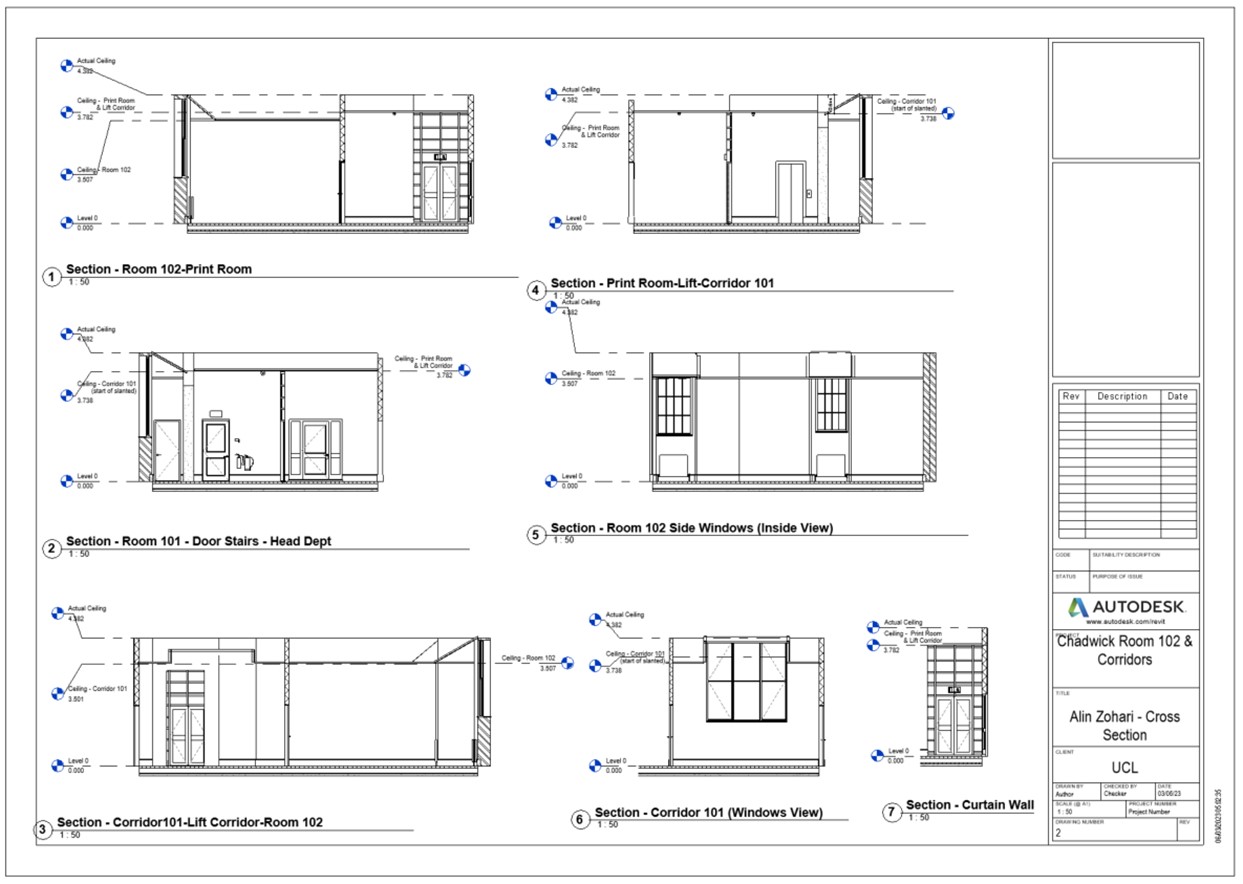 Actual Ceiling
4.382
Ceiling - Print Room
& Lift Corridor
3.782
Ceiling - Room 102
3.507
Level 0
0.000
1
Section - Room 102-Print Room
1 : 50
Actual Ceiling
4.382
Ceiling - Print Room
& Lift Corridor
3.782
Ceiling - Corridor 101
(start of slanted)
3.738
Level 0
0.000
4
Section - Print Room-Lift-Corridor 101
1 : 50
Actual Ceiling
4.382
Ceiling - Corridor 101
(start of slanted)
3.738
Ceiling - Print Room
& Lift Corridor
3.782
Level 0
0.000
2
Section - Room 101 - Door Stairs - Head Dept
1 : 50
Actual Ceiling
4.382
Ceiling - Room 102
3.507
Level 0
0.000
5
Section - Room 102 Side Windows (Inside View)
1 : 50
Actual Ceiling
4.382
Ceiling - Corridor 101
3.501
Ceiling - Room 102
3.507
Level 0
0.000
3
Section - Corridor101-Lift Corridor-Room 102
1 : 50
Actual Ceiling
4.382
Ceiling - Corridor 101
(start of slanted)
3.738
Level 0
0.000
6
Section - Corridor 101 (Windows View)
1 : 50
Actual Ceiling
Ceiling - Print Room
& Lift Corridor
3.782
Level 0
0.000
7
Section - Curtain Wall
1 : 50
Rev Description Date
CODE SUITABILITY DESCRIPTION
STATUS PURPOSE OF ISSUE
AUTODESK.
www.autodesk.com/revit
PROJECT
Chadwick Room 102 &
Corridors
TITLE
Alin Zohari - Cross
Section
CLIENT
UCL
DRAWN BY CHECKED BY DATE
Author Checker 03/06/23
SCALE (@ A1) PROJECT NUMBER
1 : 50 Project Number
DRAWING NUMBER REV
2